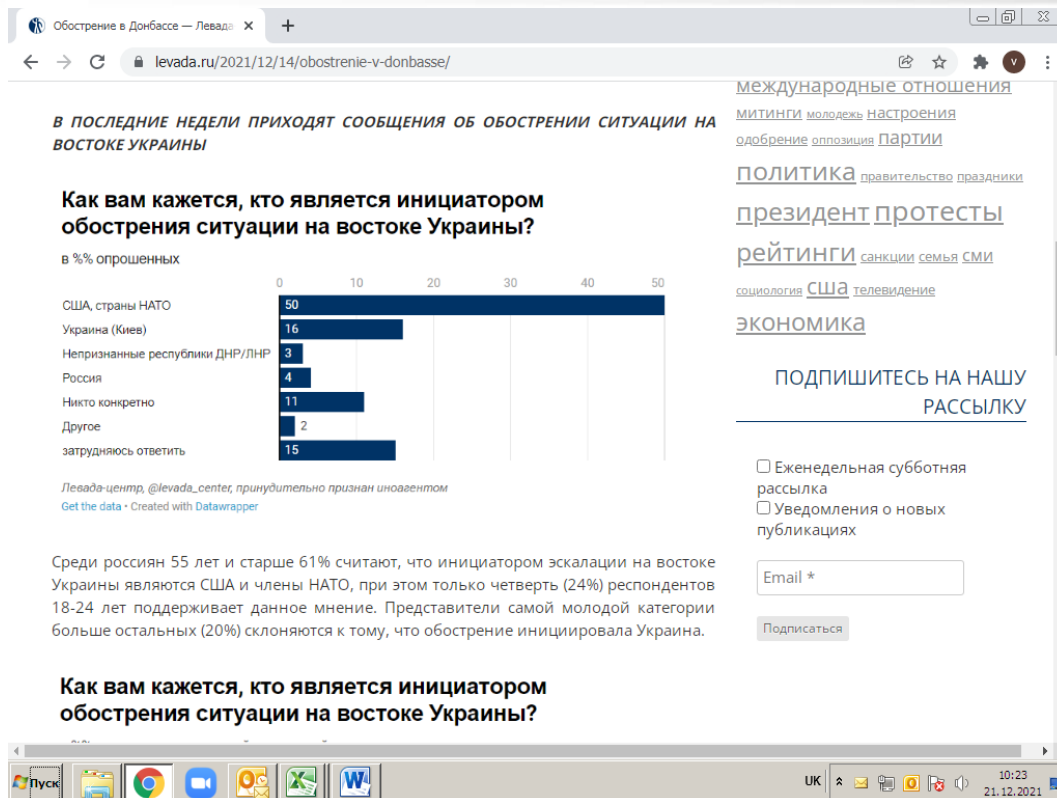 Обострение в Донбассе — Левада
levada.ru/2021/12/14/obostrenie-v-donbasse/
V
В ПОСЛЕДНИЕ НЕДЕЛИ ПРИХОДЯТ СООБЩЕНИЯ ОБ ОБОСТРЕНИИ СИТУАЦИИ НА
ВОСТОКЕ УКРАИНЫ
Как вам кажется, кто является инициатором
обострения ситуации на востоке Украины?
в %% опрошенных
0 10 20 30 40 50
США, страны НАТО 50
Украина (Киев) 16
Непризнанные республики ДНР/ЛНР 3
Россия 4
Никто конкретно 11
Другое 2
затрудняюсь ответить 15
Левада-центр, @levada_center, принудительно признан иноагентом
Get the data • Created with Datawrapper
Среди россиян 55 лет и старше 61% считают, что инициатором эскалации на востоке
Украины являются США и члены НАТО, при этом только четверть (24%) респондентов
18-24 лет поддерживает данное мнение. Представители самой молодой категории
больше остальных (20%) склоняются к тому, что обострение инициировала Украина.
Как вам кажется, кто является инициатором
обострения ситуации на востоке Украины?
международные отношения
митинги молодежь настроения
одобрение оппозиция партии
политика правительство праздники
президент протесты
рейтинги санкции семья сми
социология сша телевидение
экономика
ПОДПИШИТЕСЬ НА НАШУ
РАССЫЛКУ
Еженедельная субботняя
рассылка
Уведомления о новых
публикациях
Email *
Подписаться
Пуск
UK
10:23
21.12.2021